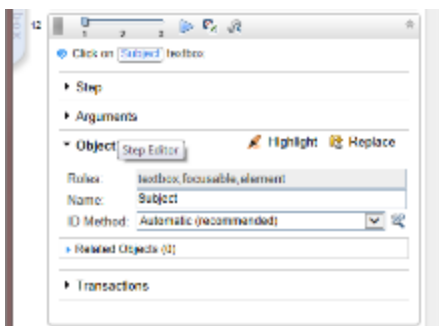 12
1 2 3
Click on Subject textbox
Step
Arguments
Object Highlight Replace
Step Editor
Roles: textbox,focusable,element
Name: Subject
ID Method: Automatic (recommended)
Related Objects (0)
Transactions